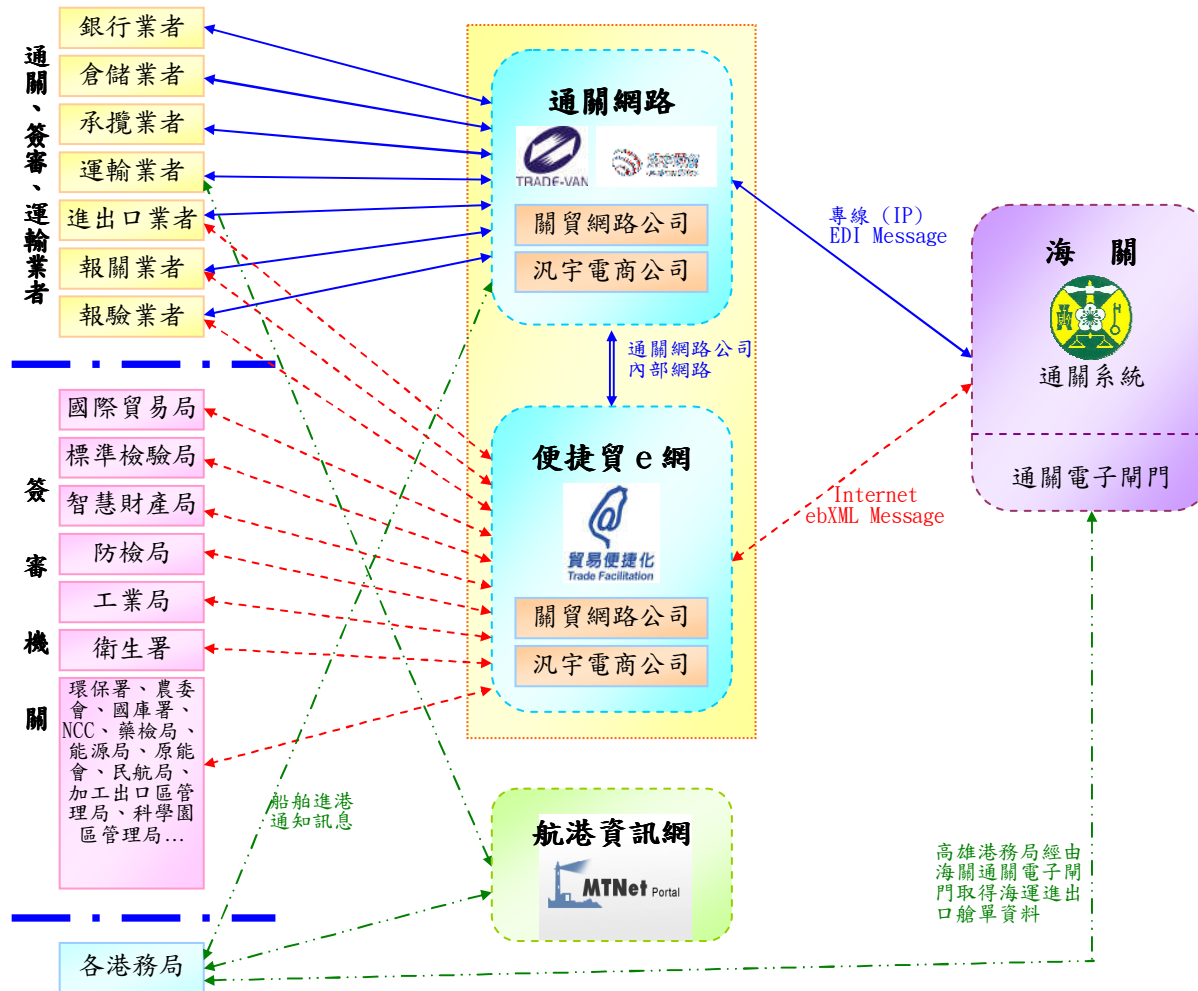 通關、簽審、運輸業者
銀行業者
倉儲業者
承攬業者
運輸業者
進出口業者
報關業者
報驗業者
簽審機關
國際貿易局
標準檢驗局
智慧財產局
防檢局
工業局
衛生署
環保署、農委
會、國庫署、
NCC、藥檢局、
能源局、原能
會、民航局、
加工出口區管
理局、科學園
區管理局…
各港務局
通關網路
TRADE-VAN
關貿網路公司
汎宇電商公司
通關網路公司
內部網路
便捷貿e網
貿易便捷化
Trade Facilitation
關貿網路公司
汎宇電商公司
船舶進港
通知訊息
航港資訊網
MTNet Portal
專線 (IP)
EDI Message
Internet
ebXML Message
海 關
通關系統
通關電子閘門
高雄港務局經由
海關通關電子閘
門取得海運進出
口艙單資料